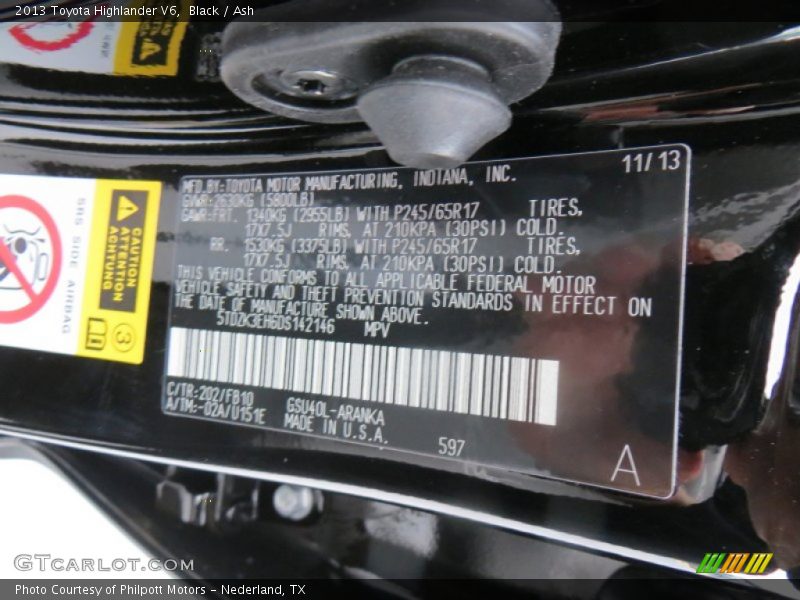 2013 Toyota Highlander V6, Black / Ash
11/13
MFD.BY:TOYOTA MOTOR MANUFACTURING, INDIANA, INC.
GVWR:2630KG (5800LB)
GAWR:FRT. 1340KG (2955LB) WITH P245/65R17 TIRES,
17X7.5J RIMS, AT 210KPA (30PSI) COLD.
RR. 1530KG (3375LB) WITH P245/65R17 TIRES,
17X7.5J RIMS, AT 210KPA (30PSI) COLD.
THIS VEHICLE CONFORMS TO ALL APPLICABLE FEDERAL MOTOR
VEHICLE SAFETY AND THEFT PREVENTION STANDARDS IN EFFECT ON
THE DATE OF MANUFACTURE SHOWN ABOVE.
5TDZK3EH6DS142146 MPV
C/TR:202/FB10 GSU40L-ARANKA
A/TM:-02A/U151E MADE IN U.S.A.
597
A
SRS SIDE AIRBAG
CAUTION
ATTENTION
ACHTUNG
3
GTcarlot.com
Photo Courtesy of Philpott Motors - Nederland, TX